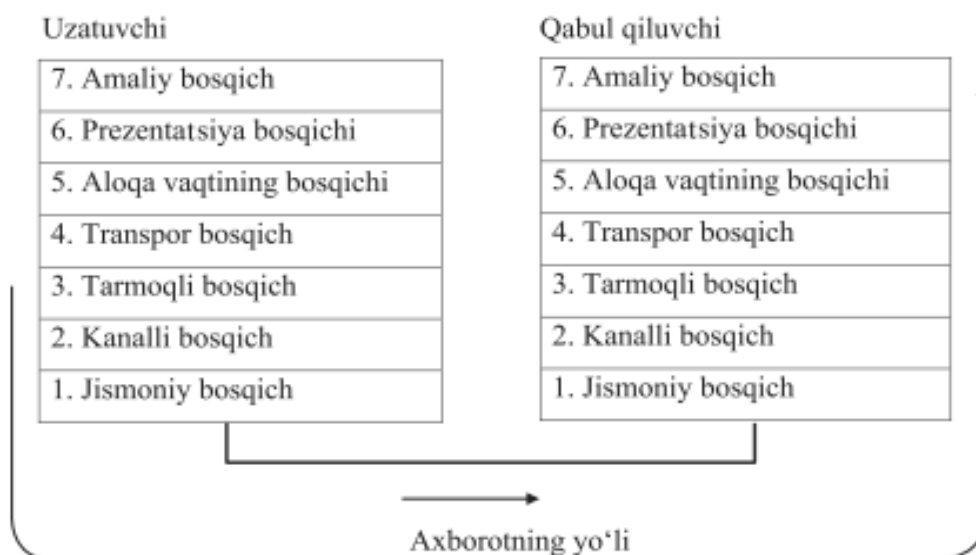 Uzatuvchi
7. Amaliy bosqich
6. Prezentatsiya bosqichi
5. Aloqa vaqtining bosqichi
4. Transpor bosqich
3. Tarmoqli bosqich
2. Kanalli bosqich
1. Jismoniy bosqich
Qabul qiluvchi
7. Amaliy bosqich
6. Prezentatsiya bosqichi
5. Aloqa vaqtining bosqichi
4. Transpor bosqich
3. Tarmoqli bosqich
2. Kanalli bosqich
1. Jismoniy bosqich
Axborotning yo‘li